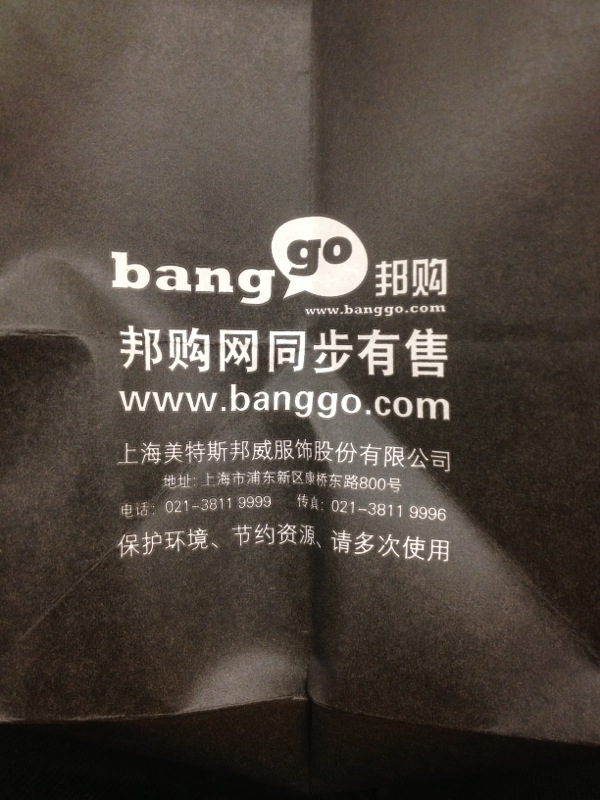 bang go 邦购
www.banggo.com
邦购网同步有售
www.banggo.com
上海美特斯邦威服饰股份有限公司
地址: 上海市浦东新区康桥东路800号
电话: 021-3811 9999 传真: 021-3811 9996
保护环境、节约资源、请多次使用